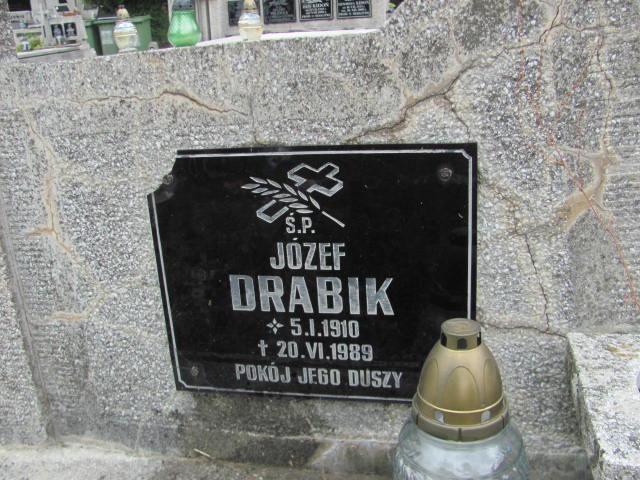 Ś.P.
JÓZEF
DRABIK
5.I.1910
† 20.VI.1989
POKÓJ JEGO DUSZY